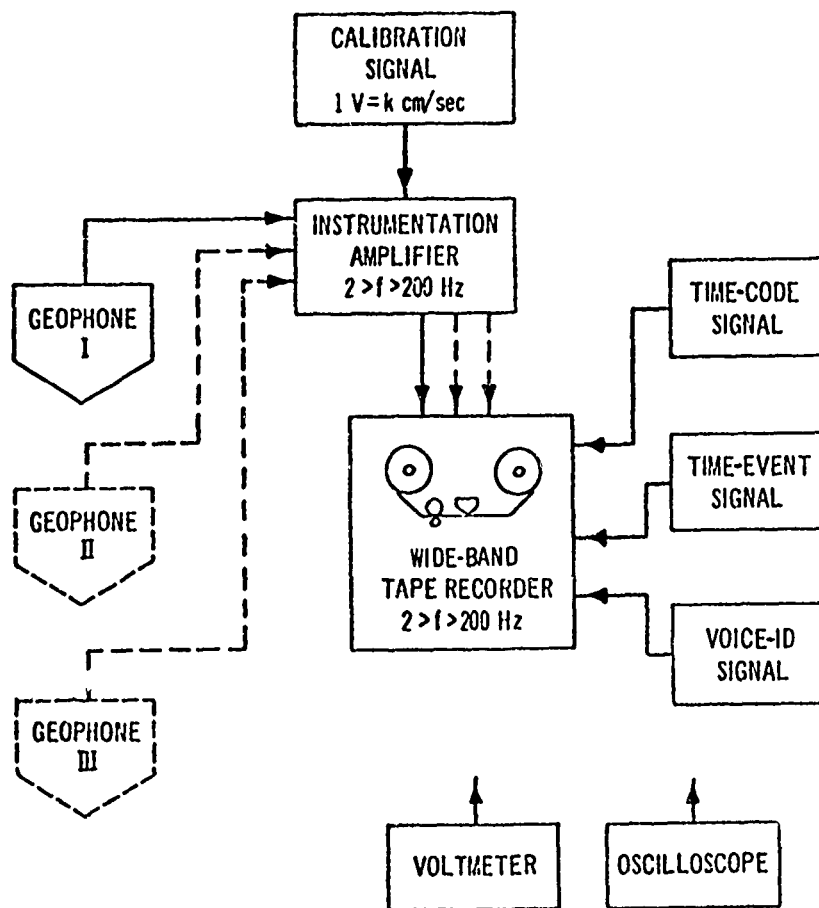 CALIBRATION
SIGNAL
1 V = k cm/sec
INSTRUMENTATION
AMPLIFIER
2 > f > 200 Hz
GEOPHONE
I
TIME-CODE
SIGNAL
GEOPHONE
II
TIME-EVENT
SIGNAL
WIDE-BAND
TAPE RECORDER
2 > f > 200 Hz
VOICE-ID
SIGNAL
GEOPHONE
III
VOLTMETER
OSCILLOSCOPE